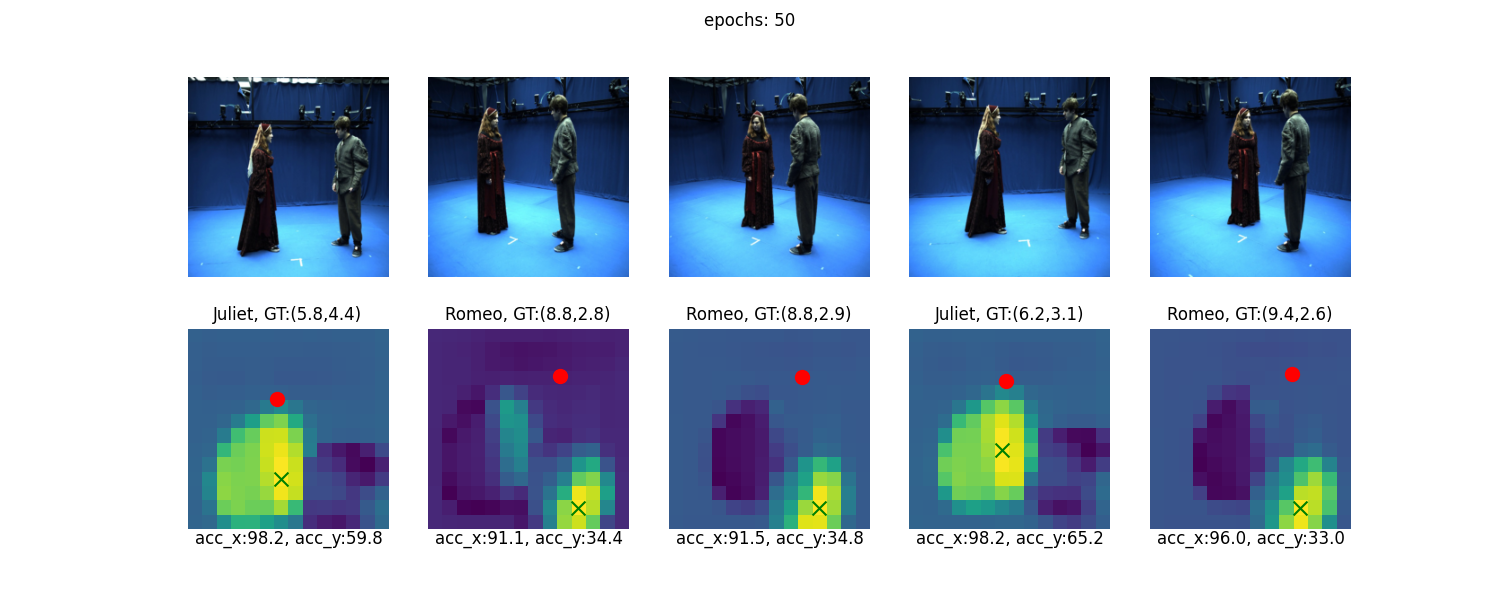 epochs: 50
Juliet, GT:(5.8,4.4)
Romeo, GT:(8.8,2.8)
Romeo, GT:(8.8,2.9)
Juliet, GT:(6.2,3.1)
Romeo, GT:(9.4,2.6)
acc_x:98.2, acc_y:59.8
acc_x:91.1, acc_y:34.4
acc_x:91.5, acc_y:34.8
acc_x:98.2, acc_y:65.2
acc_x:96.0, acc_y:33.0